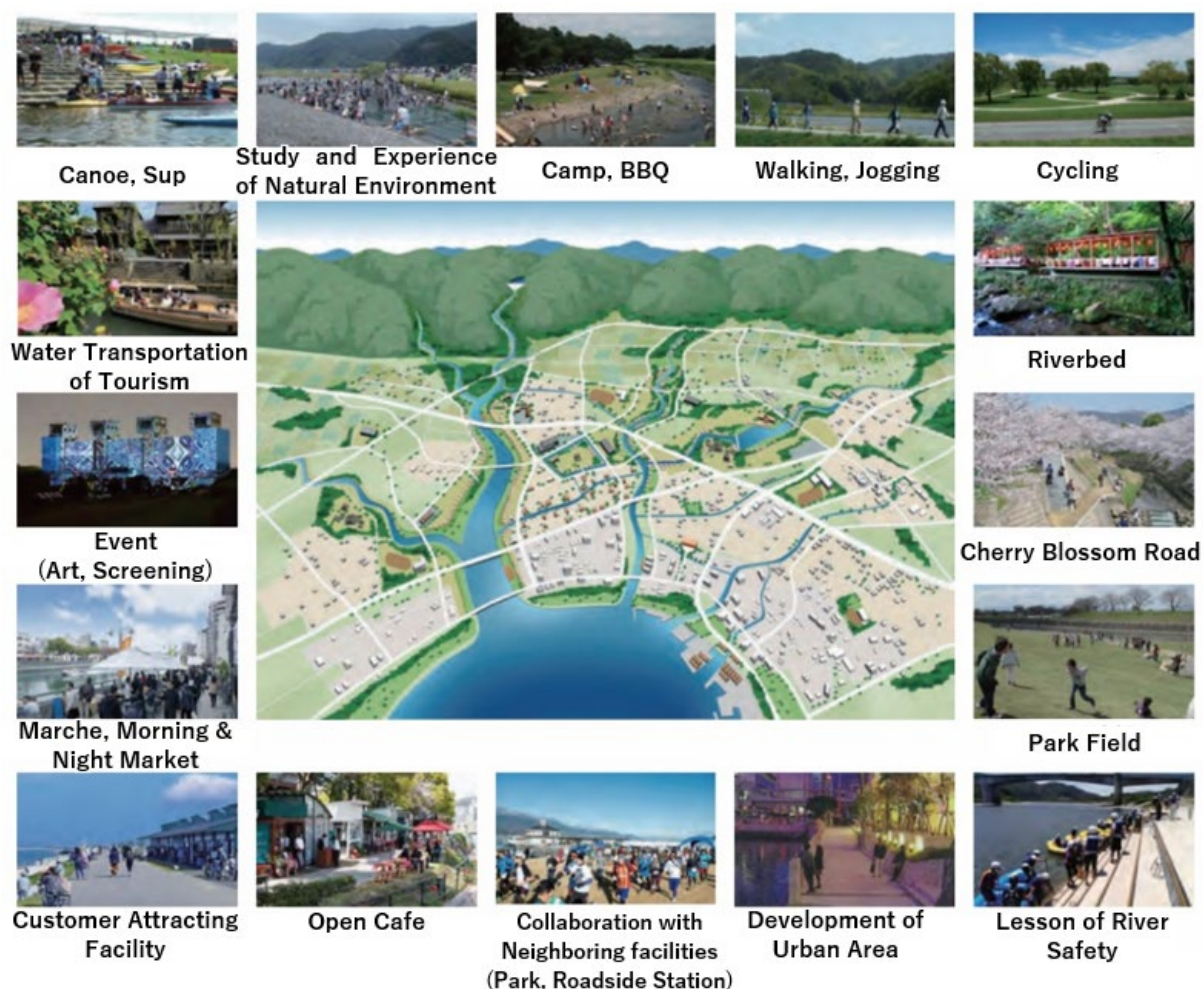 Canoe, Sup
Study and Experience
of Natural Environment
Camp, BBQ
Walking, Jogging
Cycling
Water Transportation
of Tourism
Riverbed
Event
(Art, Screening)
Cherry Blossom Road
Marche, Morning &
Night Market
Park Field
Customer Attracting
Facility
Open Cafe
Collaboration with
Neighboring facilities
(Park, Roadside Station)
Development of
Urban Area
Lesson of River
Safety